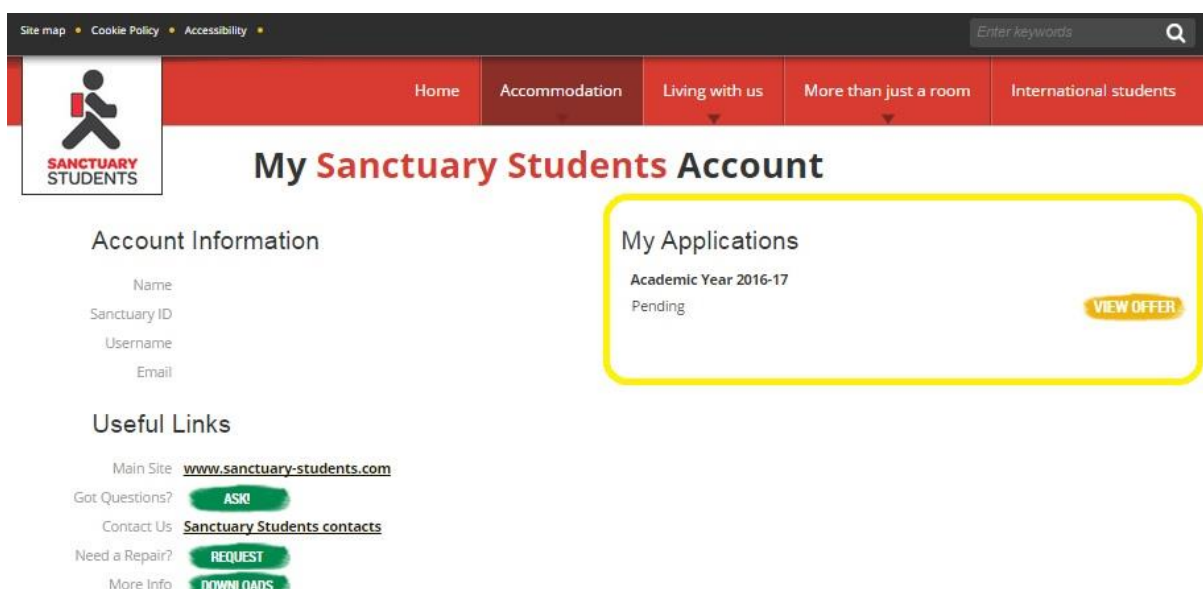 Site map • Cookie Policy • Accessibility •
Enter keywords
Home Accommodation Living with us More than just a room International students
SANCTUARY
STUDENTS
My Sanctuary Students Account
Account Information
Name
Sanctuary ID
Username
Email
My Applications
Academic Year 2016-17
Pending VIEW OFFER
Useful Links
Main Site www.sanctuary-students.com
Got Questions? ASK!
Contact Us Sanctuary Students contacts
Need a Repair? REQUEST
More Info DOWNLOADS